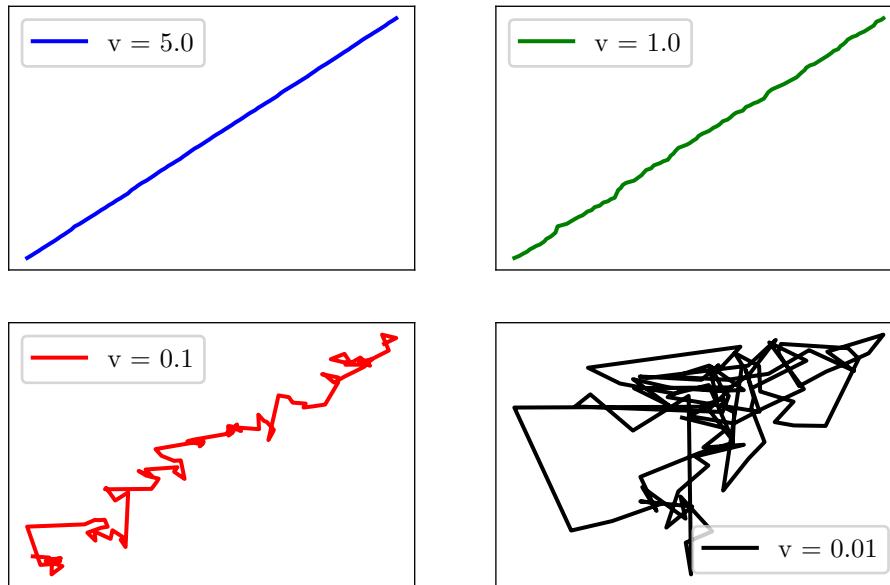 v = 5.0
v = 1.0
v = 0.1
v = 0.01